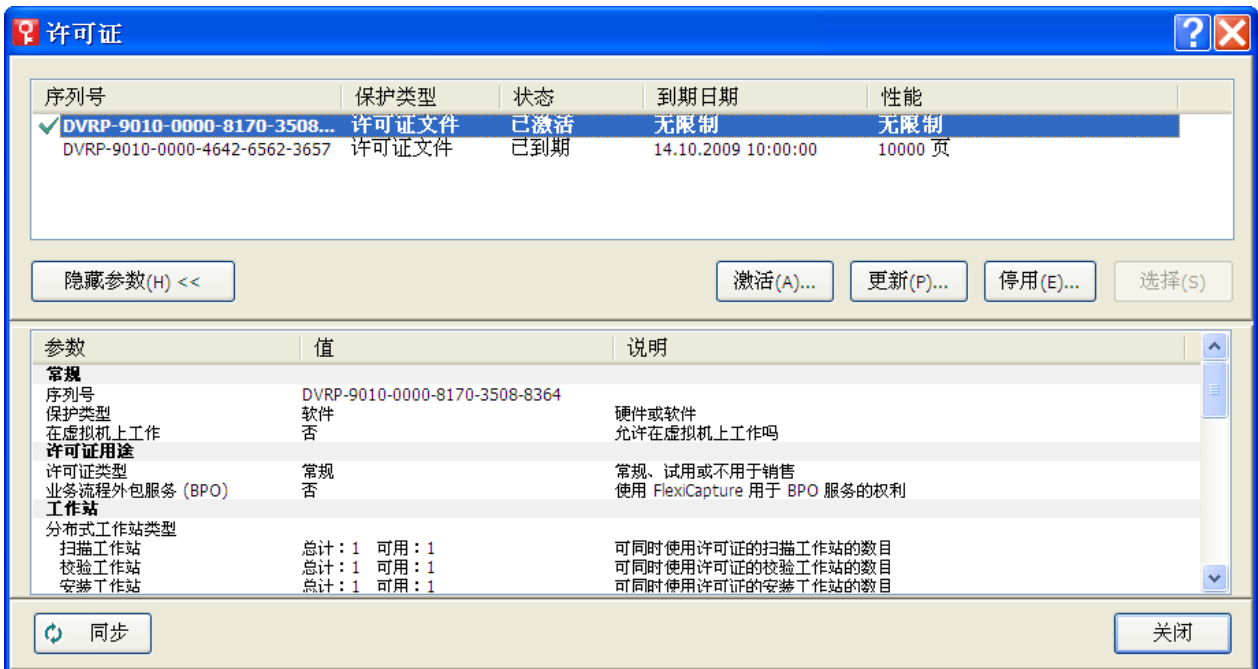 许可证
序列号 保护类型 状态 到期日期 性能
DVRP-9010-0000-8170-3508... 许可证文件 已激活 无限制 无限制
DVRP-9010-0000-4642-6562-3657 许可证文件 已到期 14.10.2009 10:00:00 10000 页
隐藏参数(H) << 激活(A)... 更新(P)... 停用(E)... 选择(S)
参数 值 说明
常规
序列号 DVRP-9010-0000-8170-3508-8364
保护类型 软件 硬件或软件
在虚拟机上工作 否 允许在虚拟机上工作吗
许可证用途
许可证类型 常规 常规、试用或不用于销售
业务流程外包服务 (BPO) 否 使用 FlexiCapture 用于 BPO 服务的权利
工作站
分布式工作站类型
扫描工作站 总计：1 可用：1 可同时使用许可证的扫描工作站的数目
校验工作站 总计：1 可用：1 可同时使用许可证的校验工作站的数目
安装工作站 总计：1 可用：1 可同时使用许可证的安装工作站的数目
同步 关闭